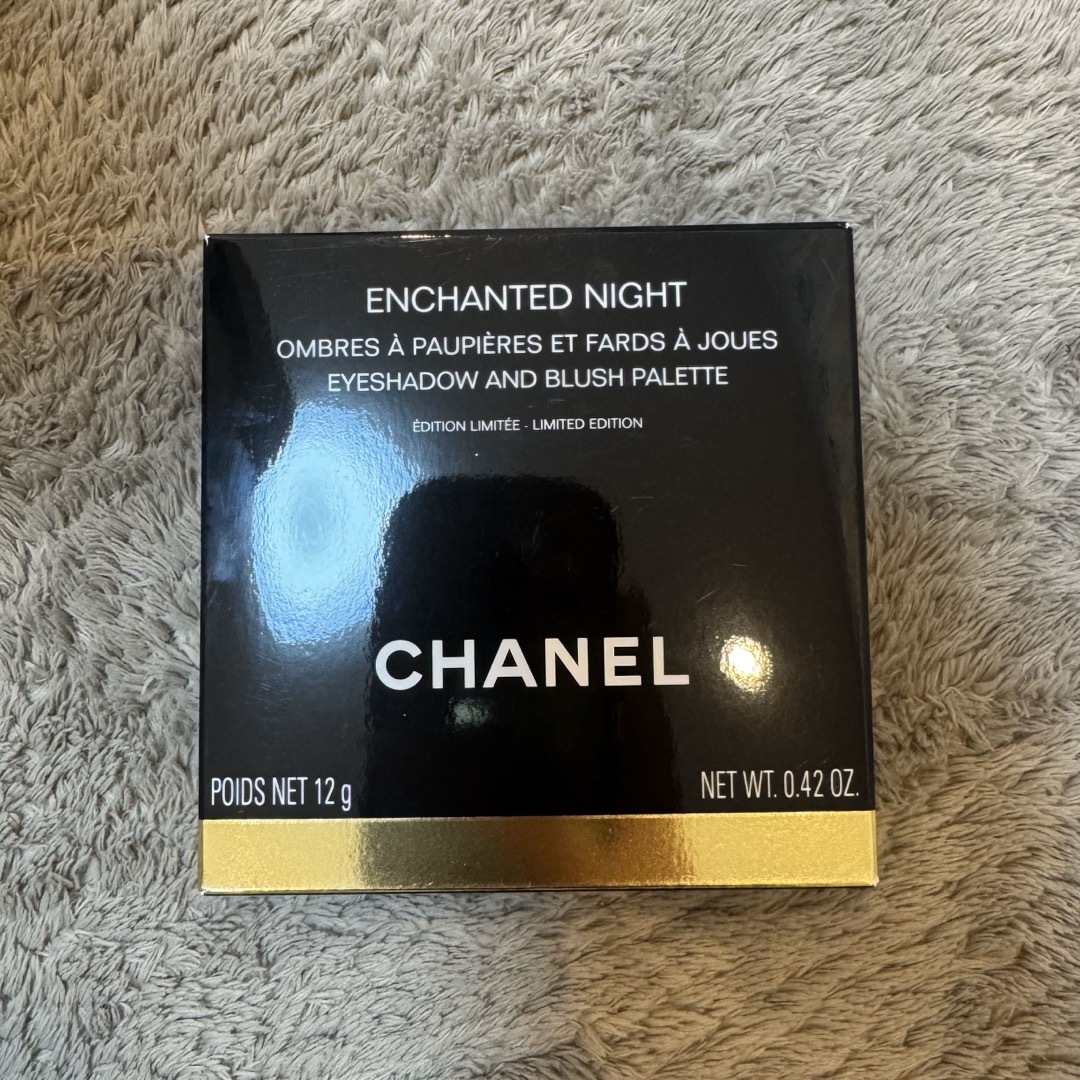 ENCHANTED NIGHT
OMBRES À PAUPIÈRES ET FARDS À JOUES
EYESHADOW AND BLUSH PALETTE
ÉDITION LIMITÉE - LIMITED EDITION
CHANEL
POIDS NET 12 g
NET WT. 0.42 OZ.